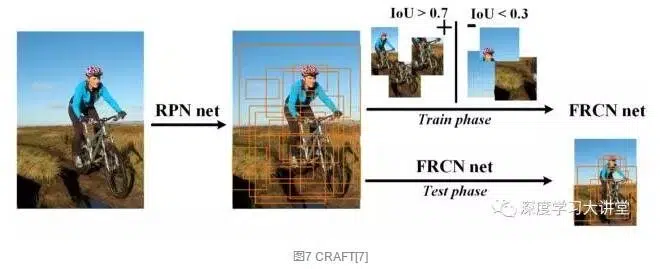 IoU > 0.7
IoU < 0.3
+
-
RPN net
Train phase
FRCN net
FRCN net
Test phase
深度学习大讲堂
图7 CRAFT[7]